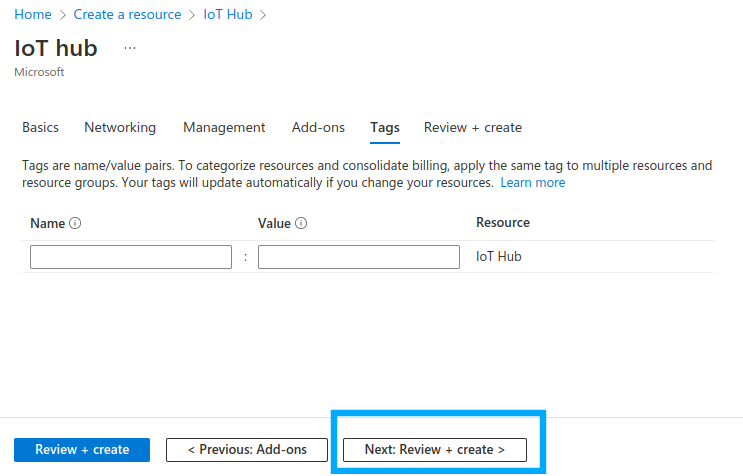 Home > Create a resource > IoT Hub >
IoT hub ...
Microsoft
Basics Networking Management Add-ons Tags Review + create
Tags are name/value pairs. To categorize resources and consolidate billing, apply the same tag to multiple resources and
resource groups. Your tags will update automatically if you change your resources. Learn more
Name Value Resource
: IoT Hub
Review + create < Previous: Add-ons Next: Review + create >